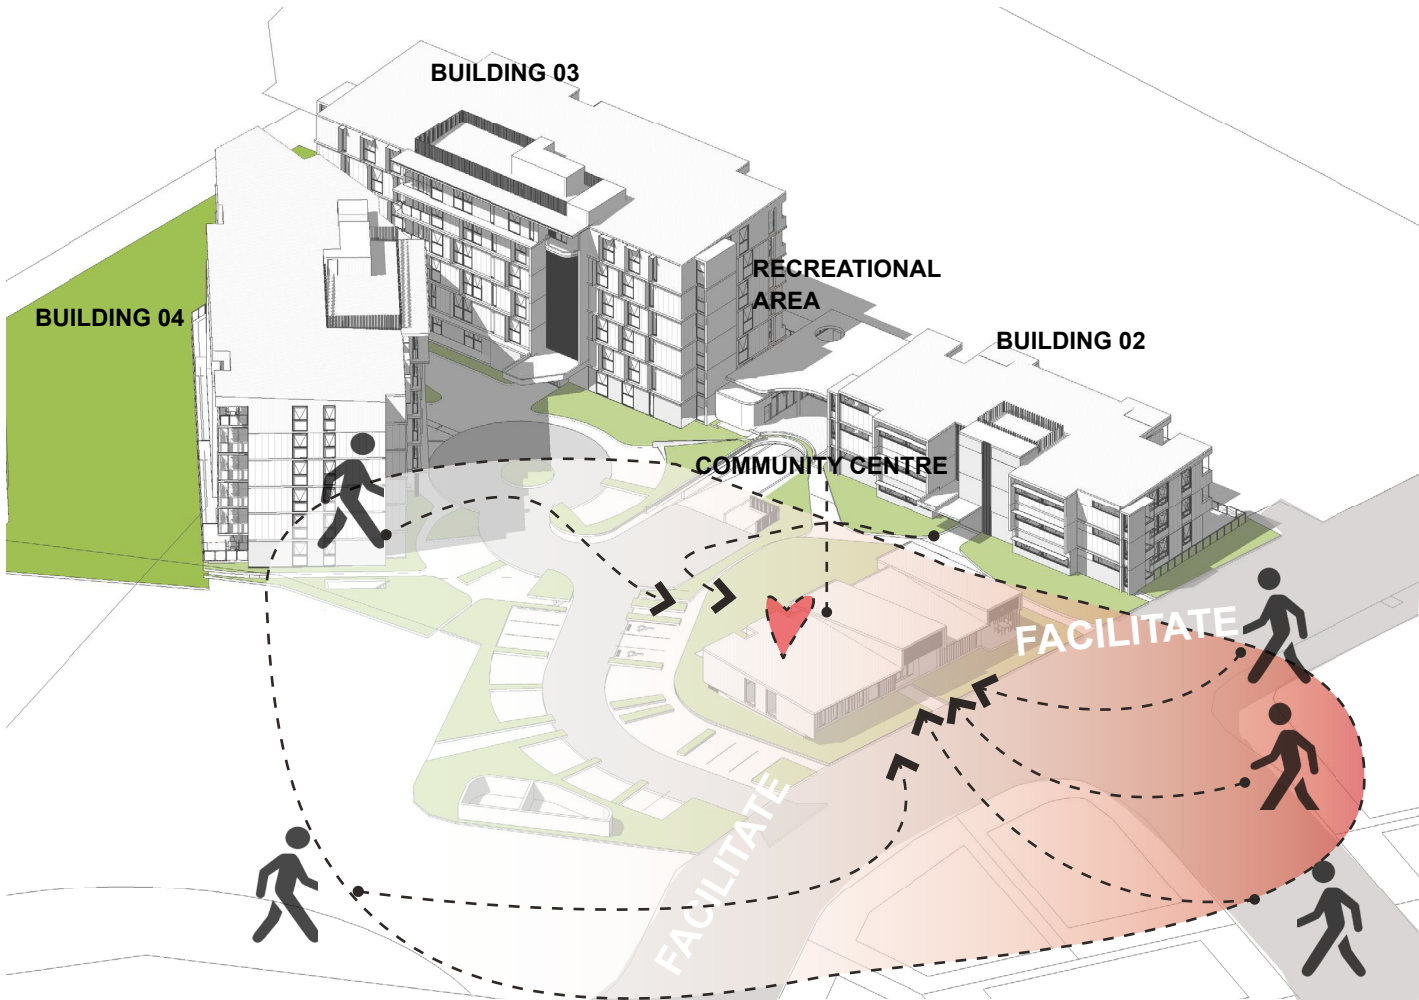 BUILDING 03
RECREATIONAL
AREA
BUILDING 04
BUILDING 02
COMMUNITY CENTRE
FACILITATE
FACILITATE